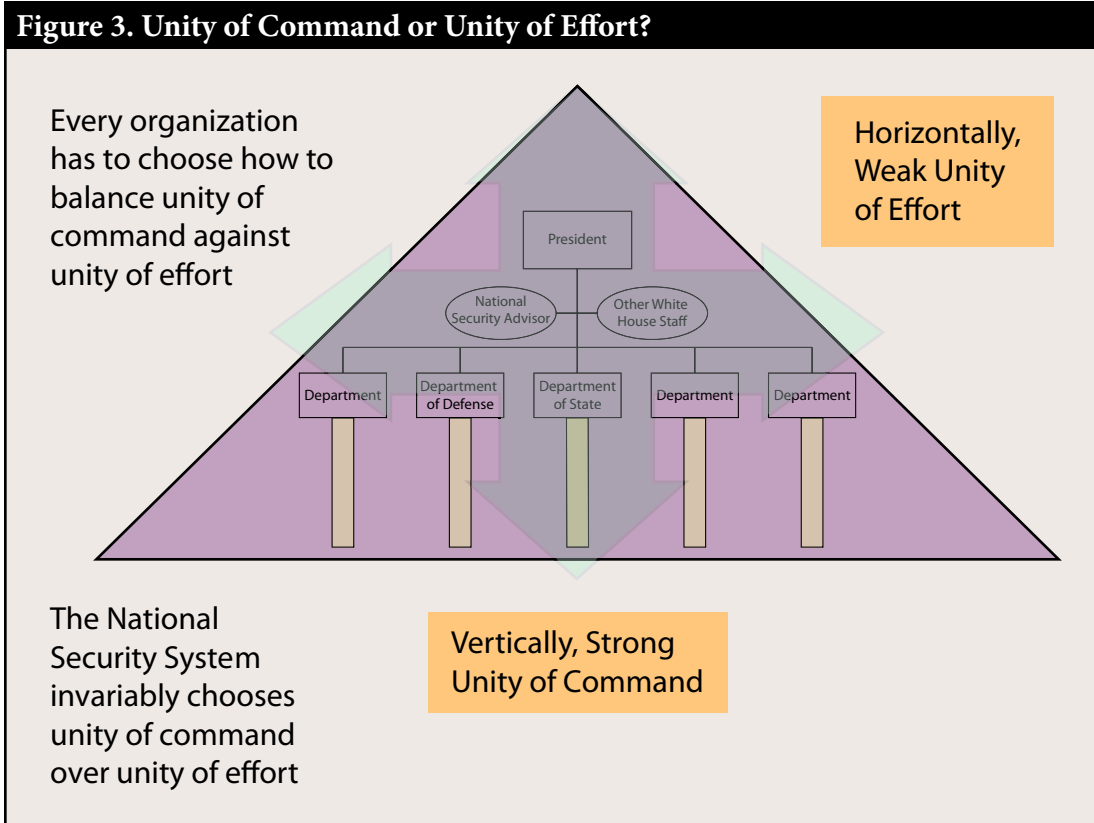 Figure 3. Unity of Command or Unity of Effort?
Every organization
has to choose how to
balance unity of
command against
unity of effort
Horizontally,
Weak Unity
of Effort
President
National
Security Advisor
Other White
House Staff
Department
Department
of Defense
Department
of State
Department
Department
The National
Security System
invariably chooses
unity of command
over unity of effort
Vertically, Strong
Unity of Command